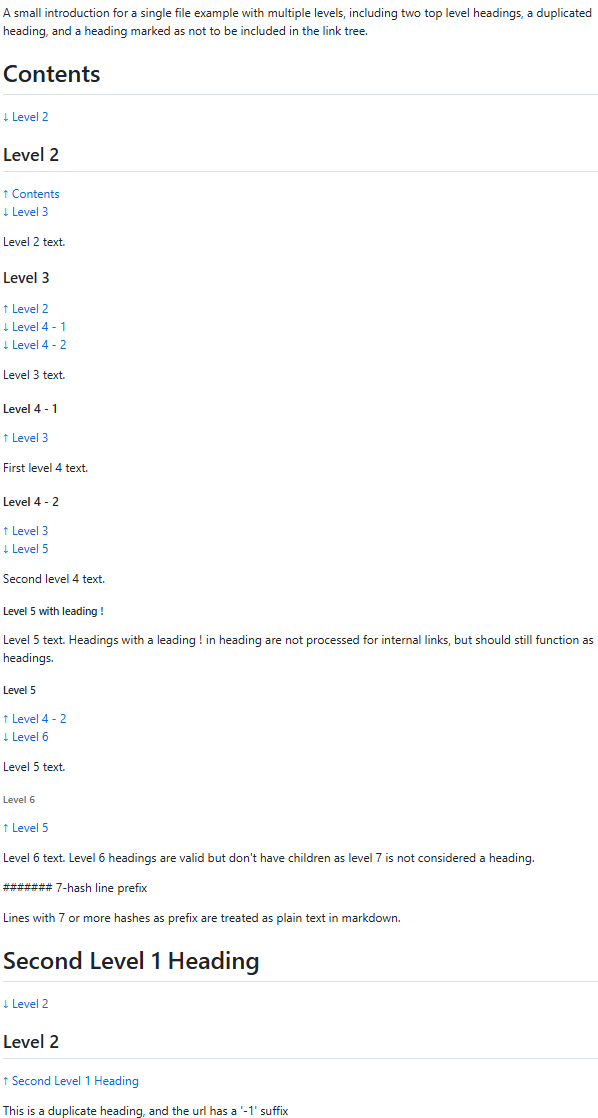 A small introduction for a single file example with multiple levels, including two top level headings, a duplicated
heading, and a heading marked as not to be included in the link tree.
Contents
↓ Level 2
Level 2
↑ Contents
↓ Level 3
Level 2 text.
Level 3
↑ Level 2
↓ Level 4 - 1
↓ Level 4 - 2
Level 3 text.
Level 4 - 1
↑ Level 3
First level 4 text.
Level 4 - 2
↑ Level 3
↓ Level 5
Second level 4 text.
Level 5 with leading !
Level 5 text. Headings with a leading ! in heading are not processed for internal links, but should still function as
headings.
Level 5
↑ Level 4 - 2
↓ Level 6
Level 5 text.
Level 6
↑ Level 5
Level 6 text. Level 6 headings are valid but don't have children as level 7 is not considered a heading.
####### 7-hash line prefix
Lines with 7 or more hashes as prefix are treated as plain text in markdown.
Second Level 1 Heading
↓ Level 2
Level 2
↑ Second Level 1 Heading
This is a duplicate heading, and the url has a '-1' suffix